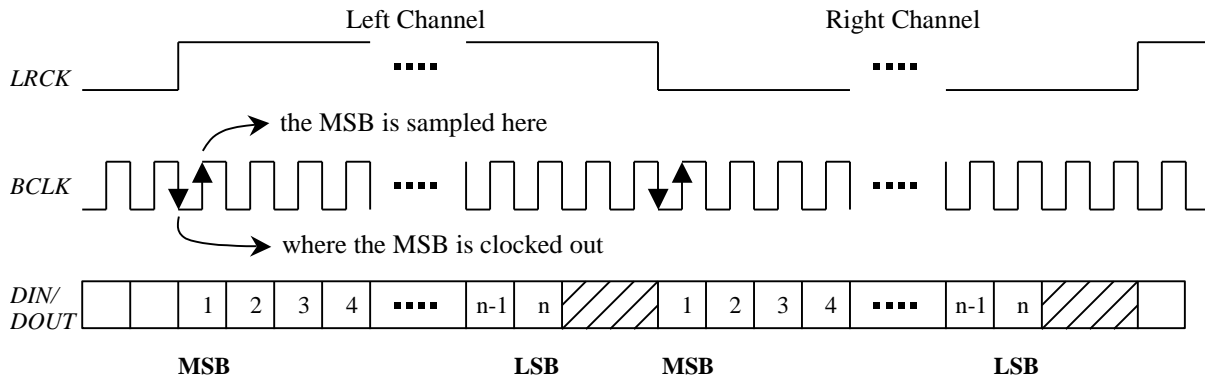 Left Channel Right Channel
LRCK
the MSB is sampled here
BCLK
where the MSB is clocked out
DIN/
DOUT
1 2 3 4 n-1 n 1 2 3 4 n-1 n
MSB LSB MSB LSB